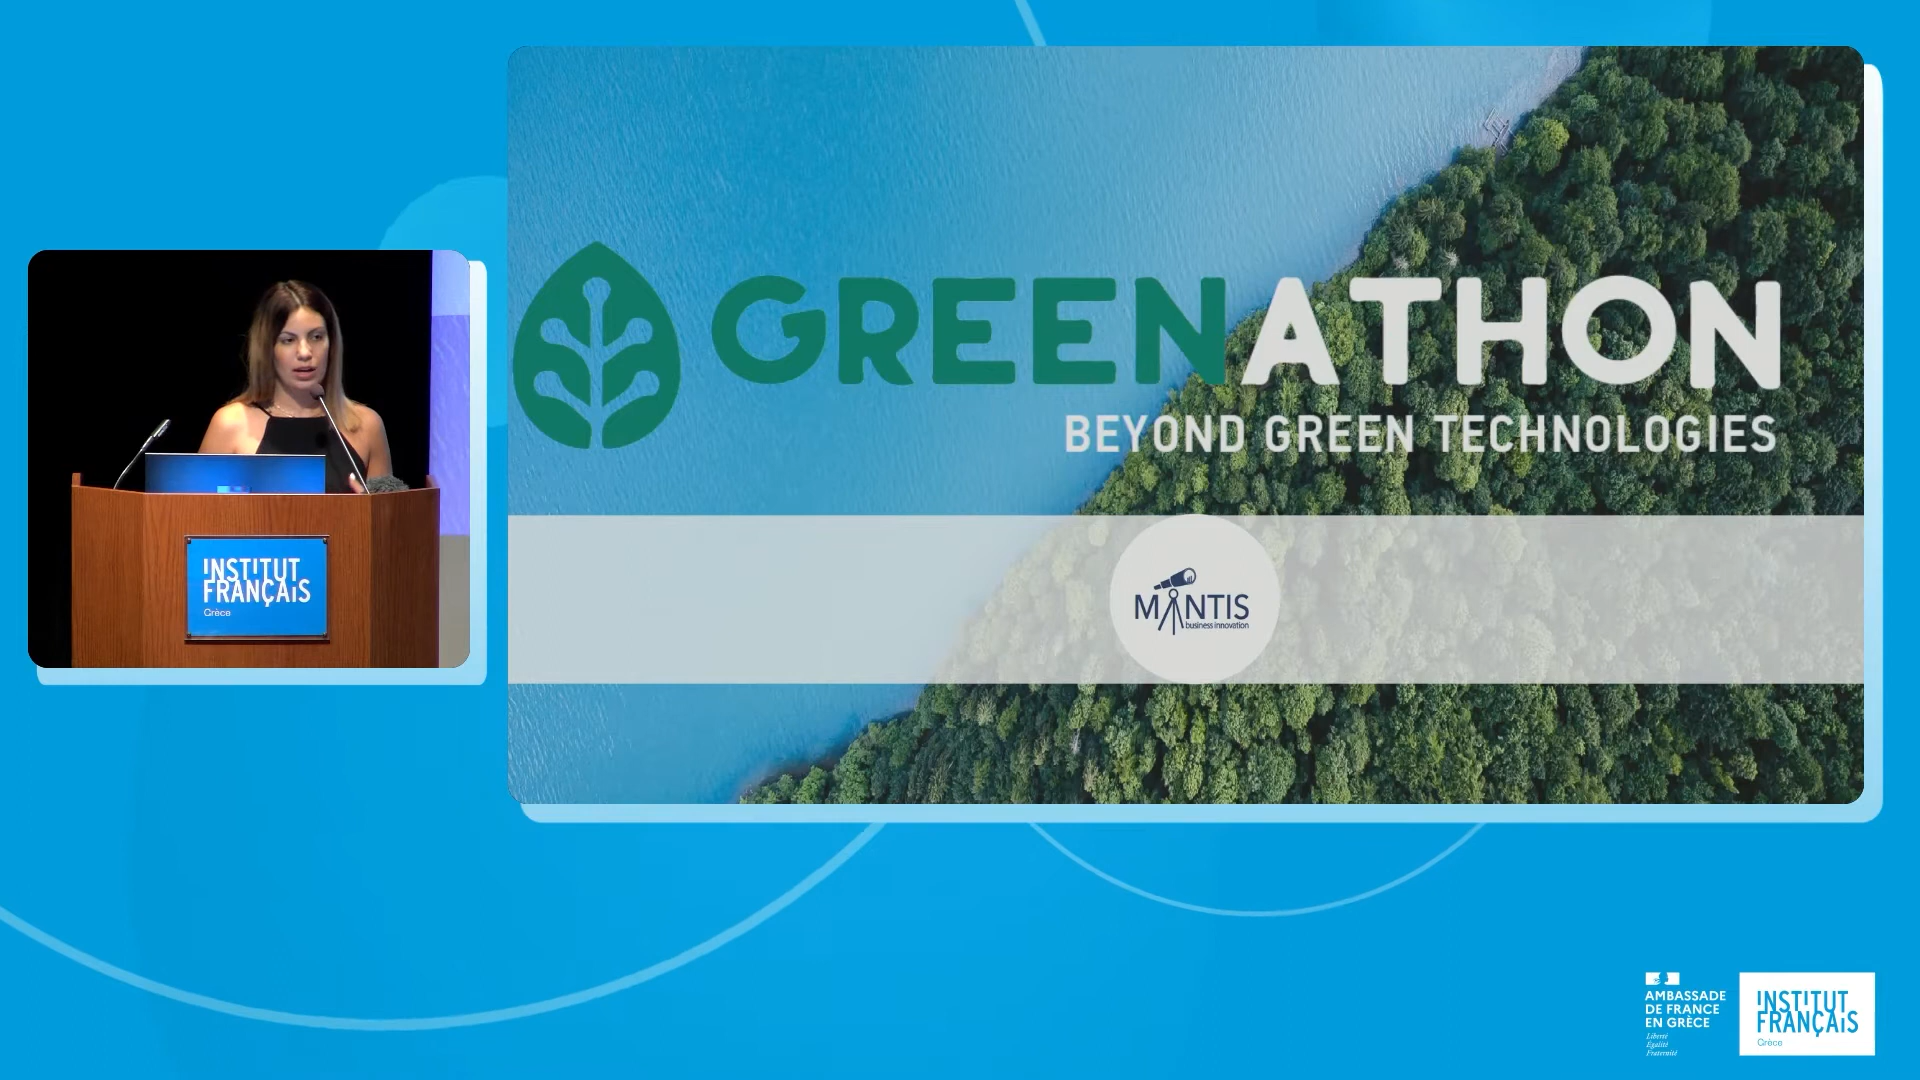 GREENATHON
BEYOND GREEN TECHNOLOGIES
MANTIS
business innovation
INSTITUT
FRANÇAIS
Grèce
AMBASSADE
DE FRANCE
EN GRÈCE
Liberté
Égalité
Fraternité
INSTITUT
FRANÇAIS
Grèce